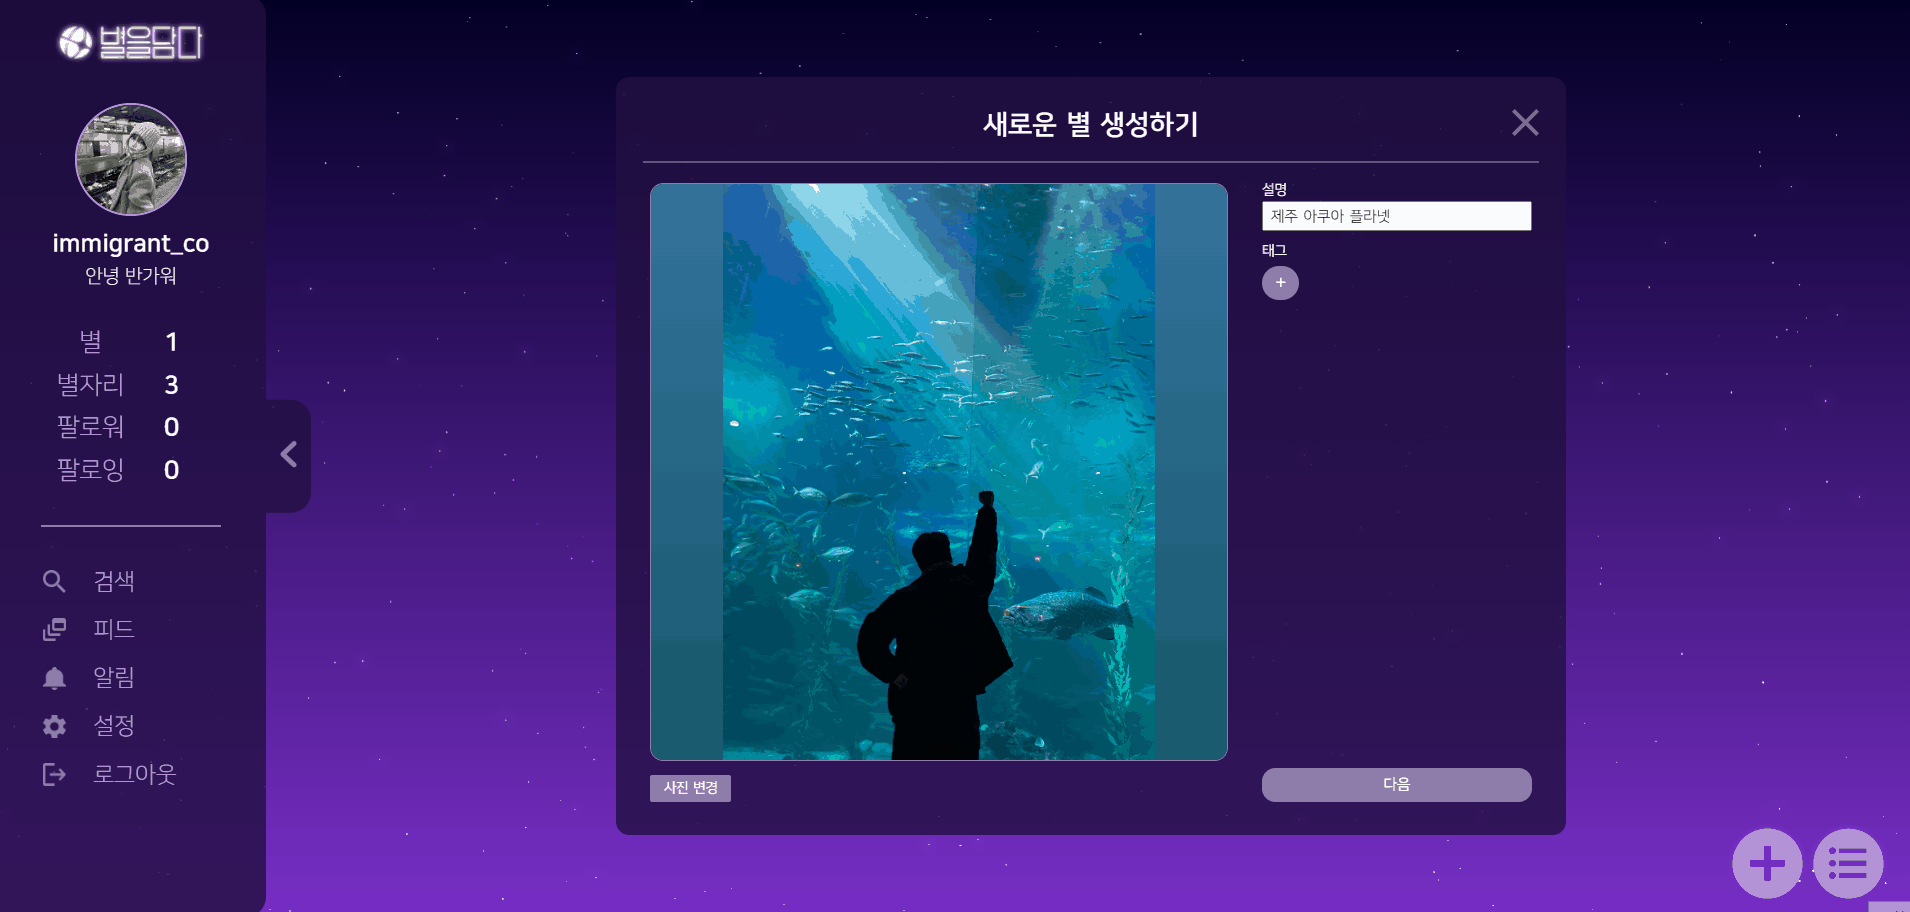 별을담다
immigrant_co
안녕 반가워
별 1
별자리 3
팔로워 0
팔로잉 0
검색
피드
알림
설정
로그아웃
새로운 별 생성하기
설명
제주 아쿠아 플라넷
태그
+
사진 변경
다음